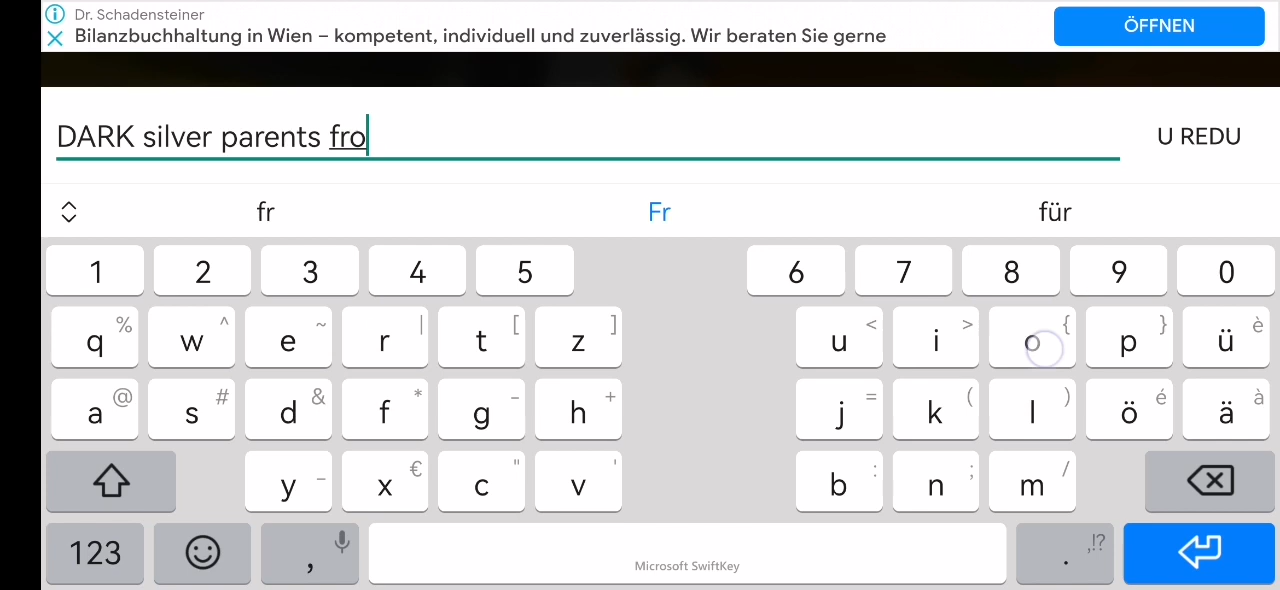 Dr. Schadensteiner
Bilanzbuchhaltung in Wien – kompetent, individuell und zuverlässig. Wir beraten Sie gerne
ÖFFNEN
DARK silver parents fro
U REDU
fr Fr für
1 2 3 4 5 6 7 8 9 0
q % w ^ e ~ r | t [ z ] u < i > o { p } ü è
a @ s # d & f * g - h + j = k ( l ) ö é ä à
y _ x € c " v ' b : n ; m /
123 , Microsoft SwiftKey . ,!?